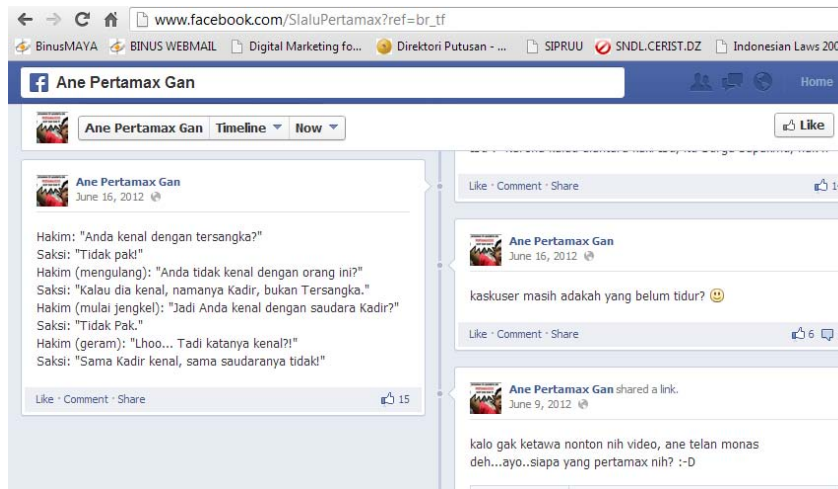 www.facebook.com/SlaluPertamax?ref=br_tf
BinusMAYA BINUS WEBMAIL Digital Marketing fo... Direktori Putusan - ... SIPRUU SNDL.CERIST.DZ Indonesian Laws 200
Ane Pertamax Gan
Home
Ane Pertamax Gan Timeline Now
Like
Ane Pertamax Gan
June 16, 2012
Hakim: "Anda kenal dengan tersangka?"
Saksi: "Tidak pak!"
Hakim (mengulang): "Anda tidak kenal dengan orang ini?"
Saksi: "Kalau dia kenal, namanya Kadir, bukan Tersangka."
Hakim (mulai jengkel): "Jadi Anda kenal dengan saudara Kadir?"
Saksi: "Tidak Pak."
Hakim (geram): "Lhoo... Tadi katanya kenal?!"
Saksi: "Sama Kadir kenal, sama saudaranya tidak!"
Like · Comment · Share 15
Like · Comment · Share
Ane Pertamax Gan
June 16, 2012
kaskuser masih adakah yang belum tidur?
Like · Comment · Share 6
Ane Pertamax Gan shared a link.
June 9, 2012
kalo gak ketawa nonton nih video, ane telan monas
deh...ayo..siapa yang pertamax nih? :-D